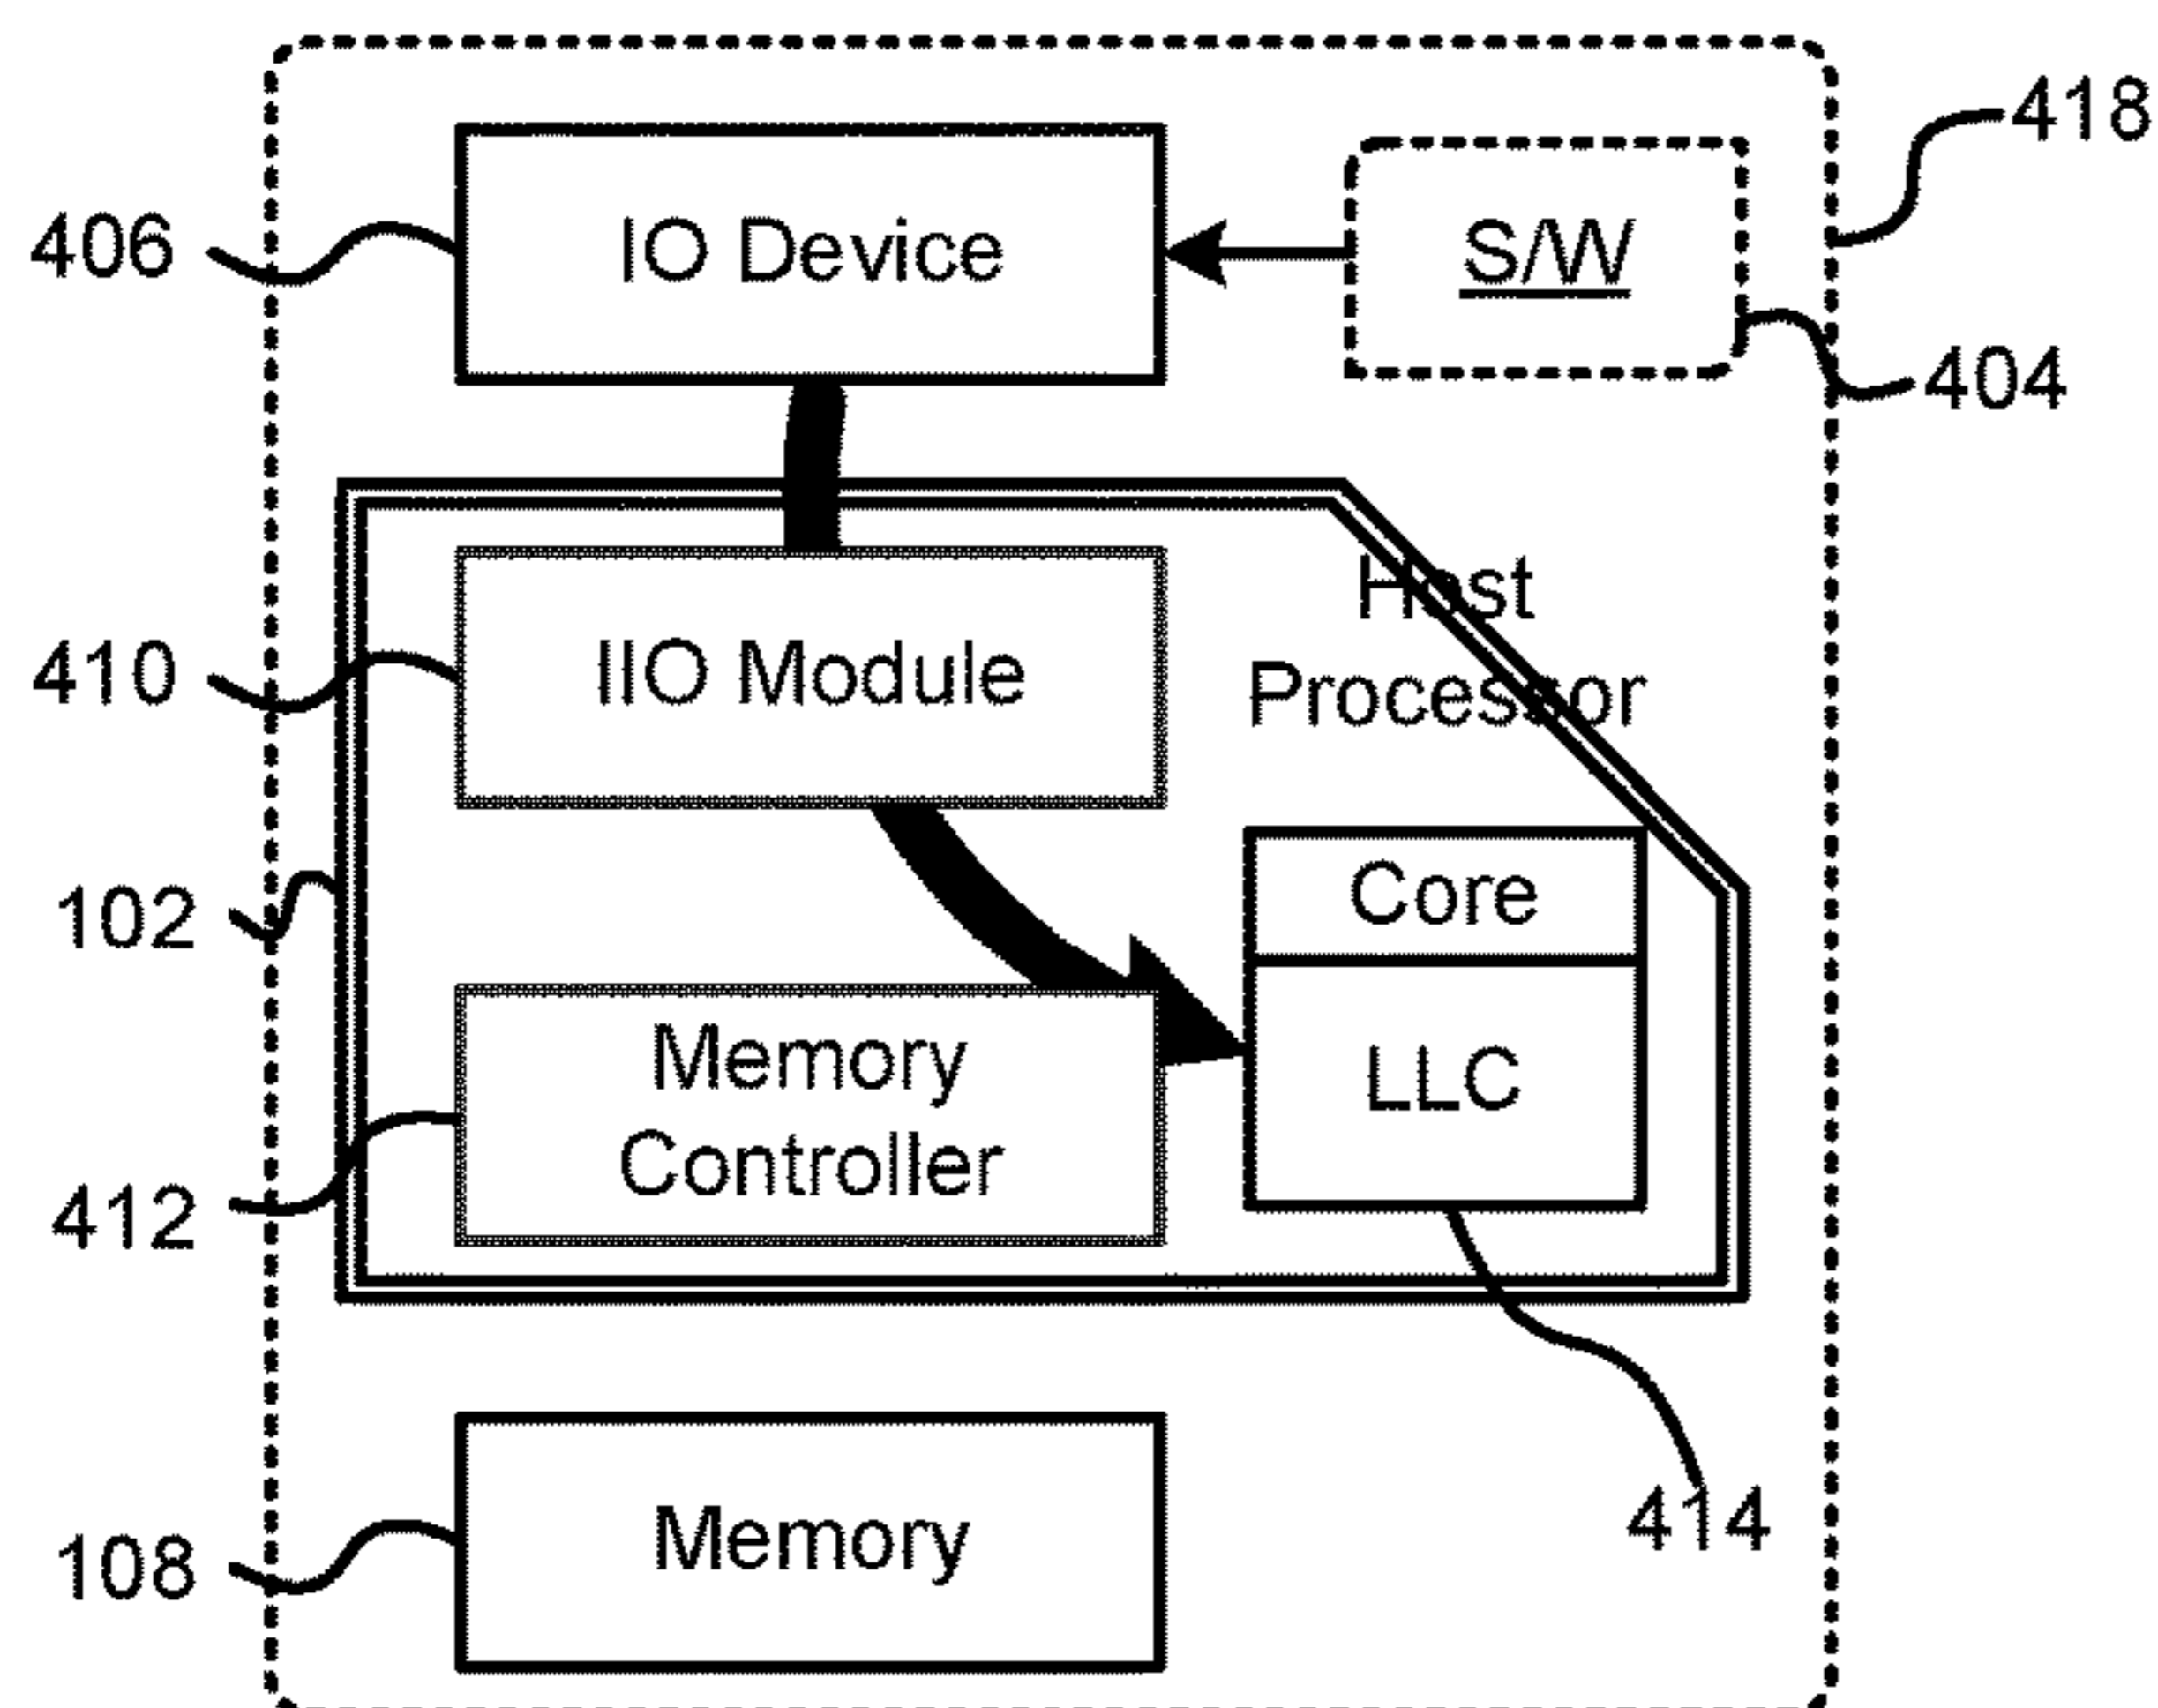 418
406
IO Device
S/W
404
Host
410
IIO Module
Processor
102
Core
Memory
LLC
Controller
412
414
108
Memory